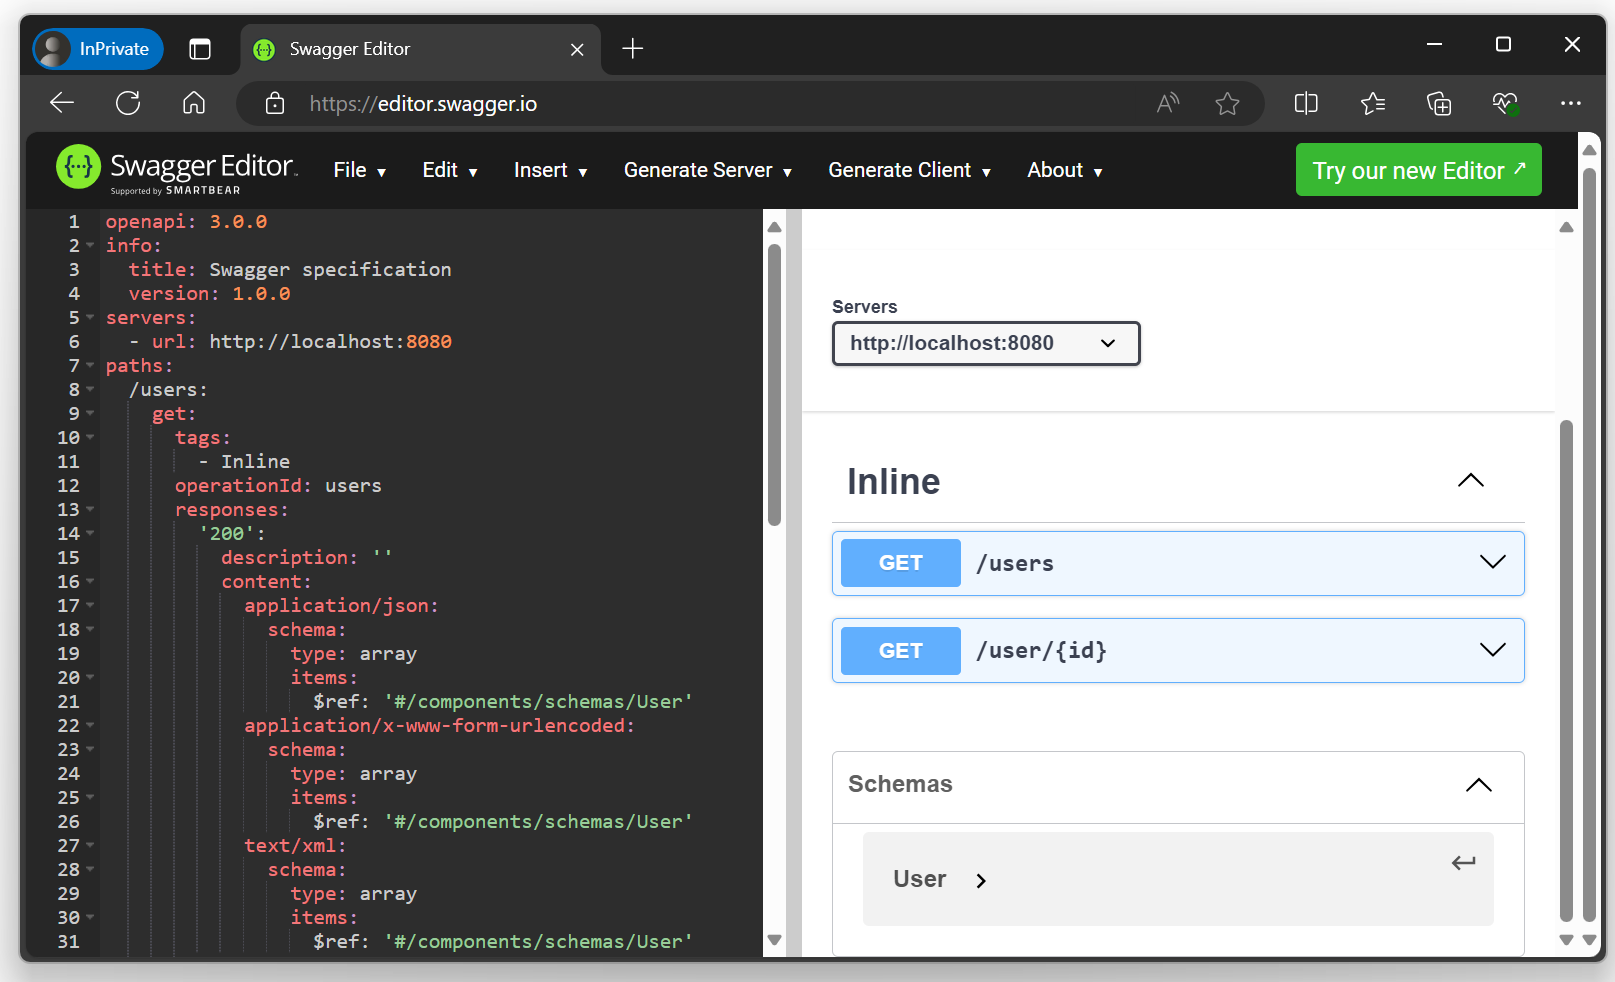 InPrivate
Swagger Editor
https://editor.swagger.io
Swagger Editor
Supported by SMARTBEAR
File
Edit
Insert
Generate Server
Generate Client
About
Try our new Editor
1 openapi: 3.0.0
2 info:
3 title: Swagger specification
4 version: 1.0.0
5 servers:
6 - url: http://localhost:8080
7 paths:
8 /users:
9 get:
10 tags:
11 - Inline
12 operationId: users
13 responses:
14 '200':
15 description: ''
16 content:
17 application/json:
18 schema:
19 type: array
20 items:
21 $ref: '#/components/schemas/User'
22 application/x-www-form-urlencoded:
23 schema:
24 type: array
25 items:
26 $ref: '#/components/schemas/User'
27 text/xml:
28 schema:
29 type: array
30 items:
31 $ref: '#/components/schemas/User'
Servers
http://localhost:8080
Inline
GET /users
GET /user/{id}
Schemas
User